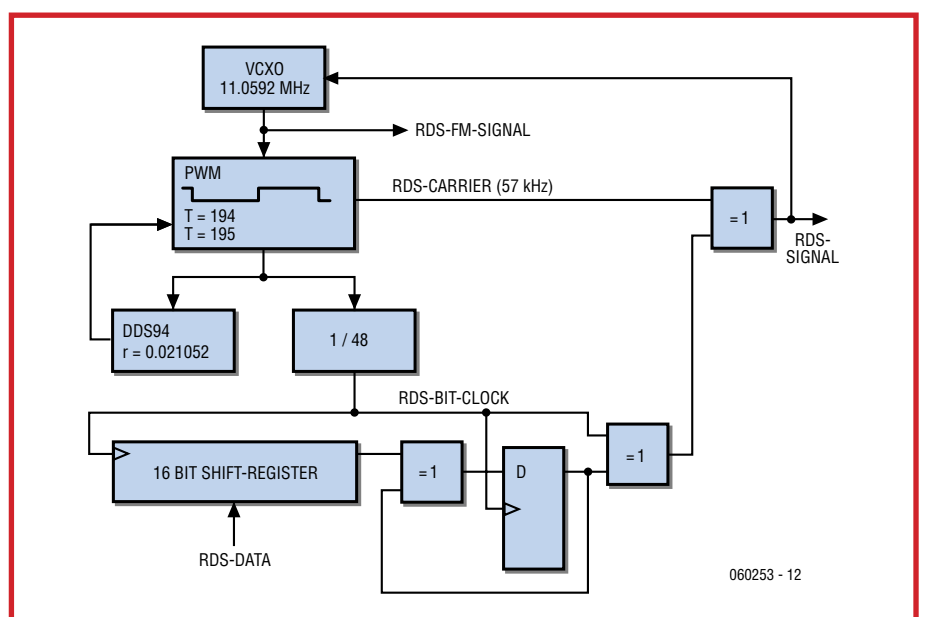 VCXO
11.0592 MHz
RDS-FM-SIGNAL
PWM
T = 194
T = 195
RDS-CARRIER (57 kHz)
= 1
RDS-
SIGNAL
DDS94
r = 0.021052
1 / 48
RDS-BIT-CLOCK
16 BIT SHIFT-REGISTER
= 1
D
= 1
RDS-DATA
060253 - 12